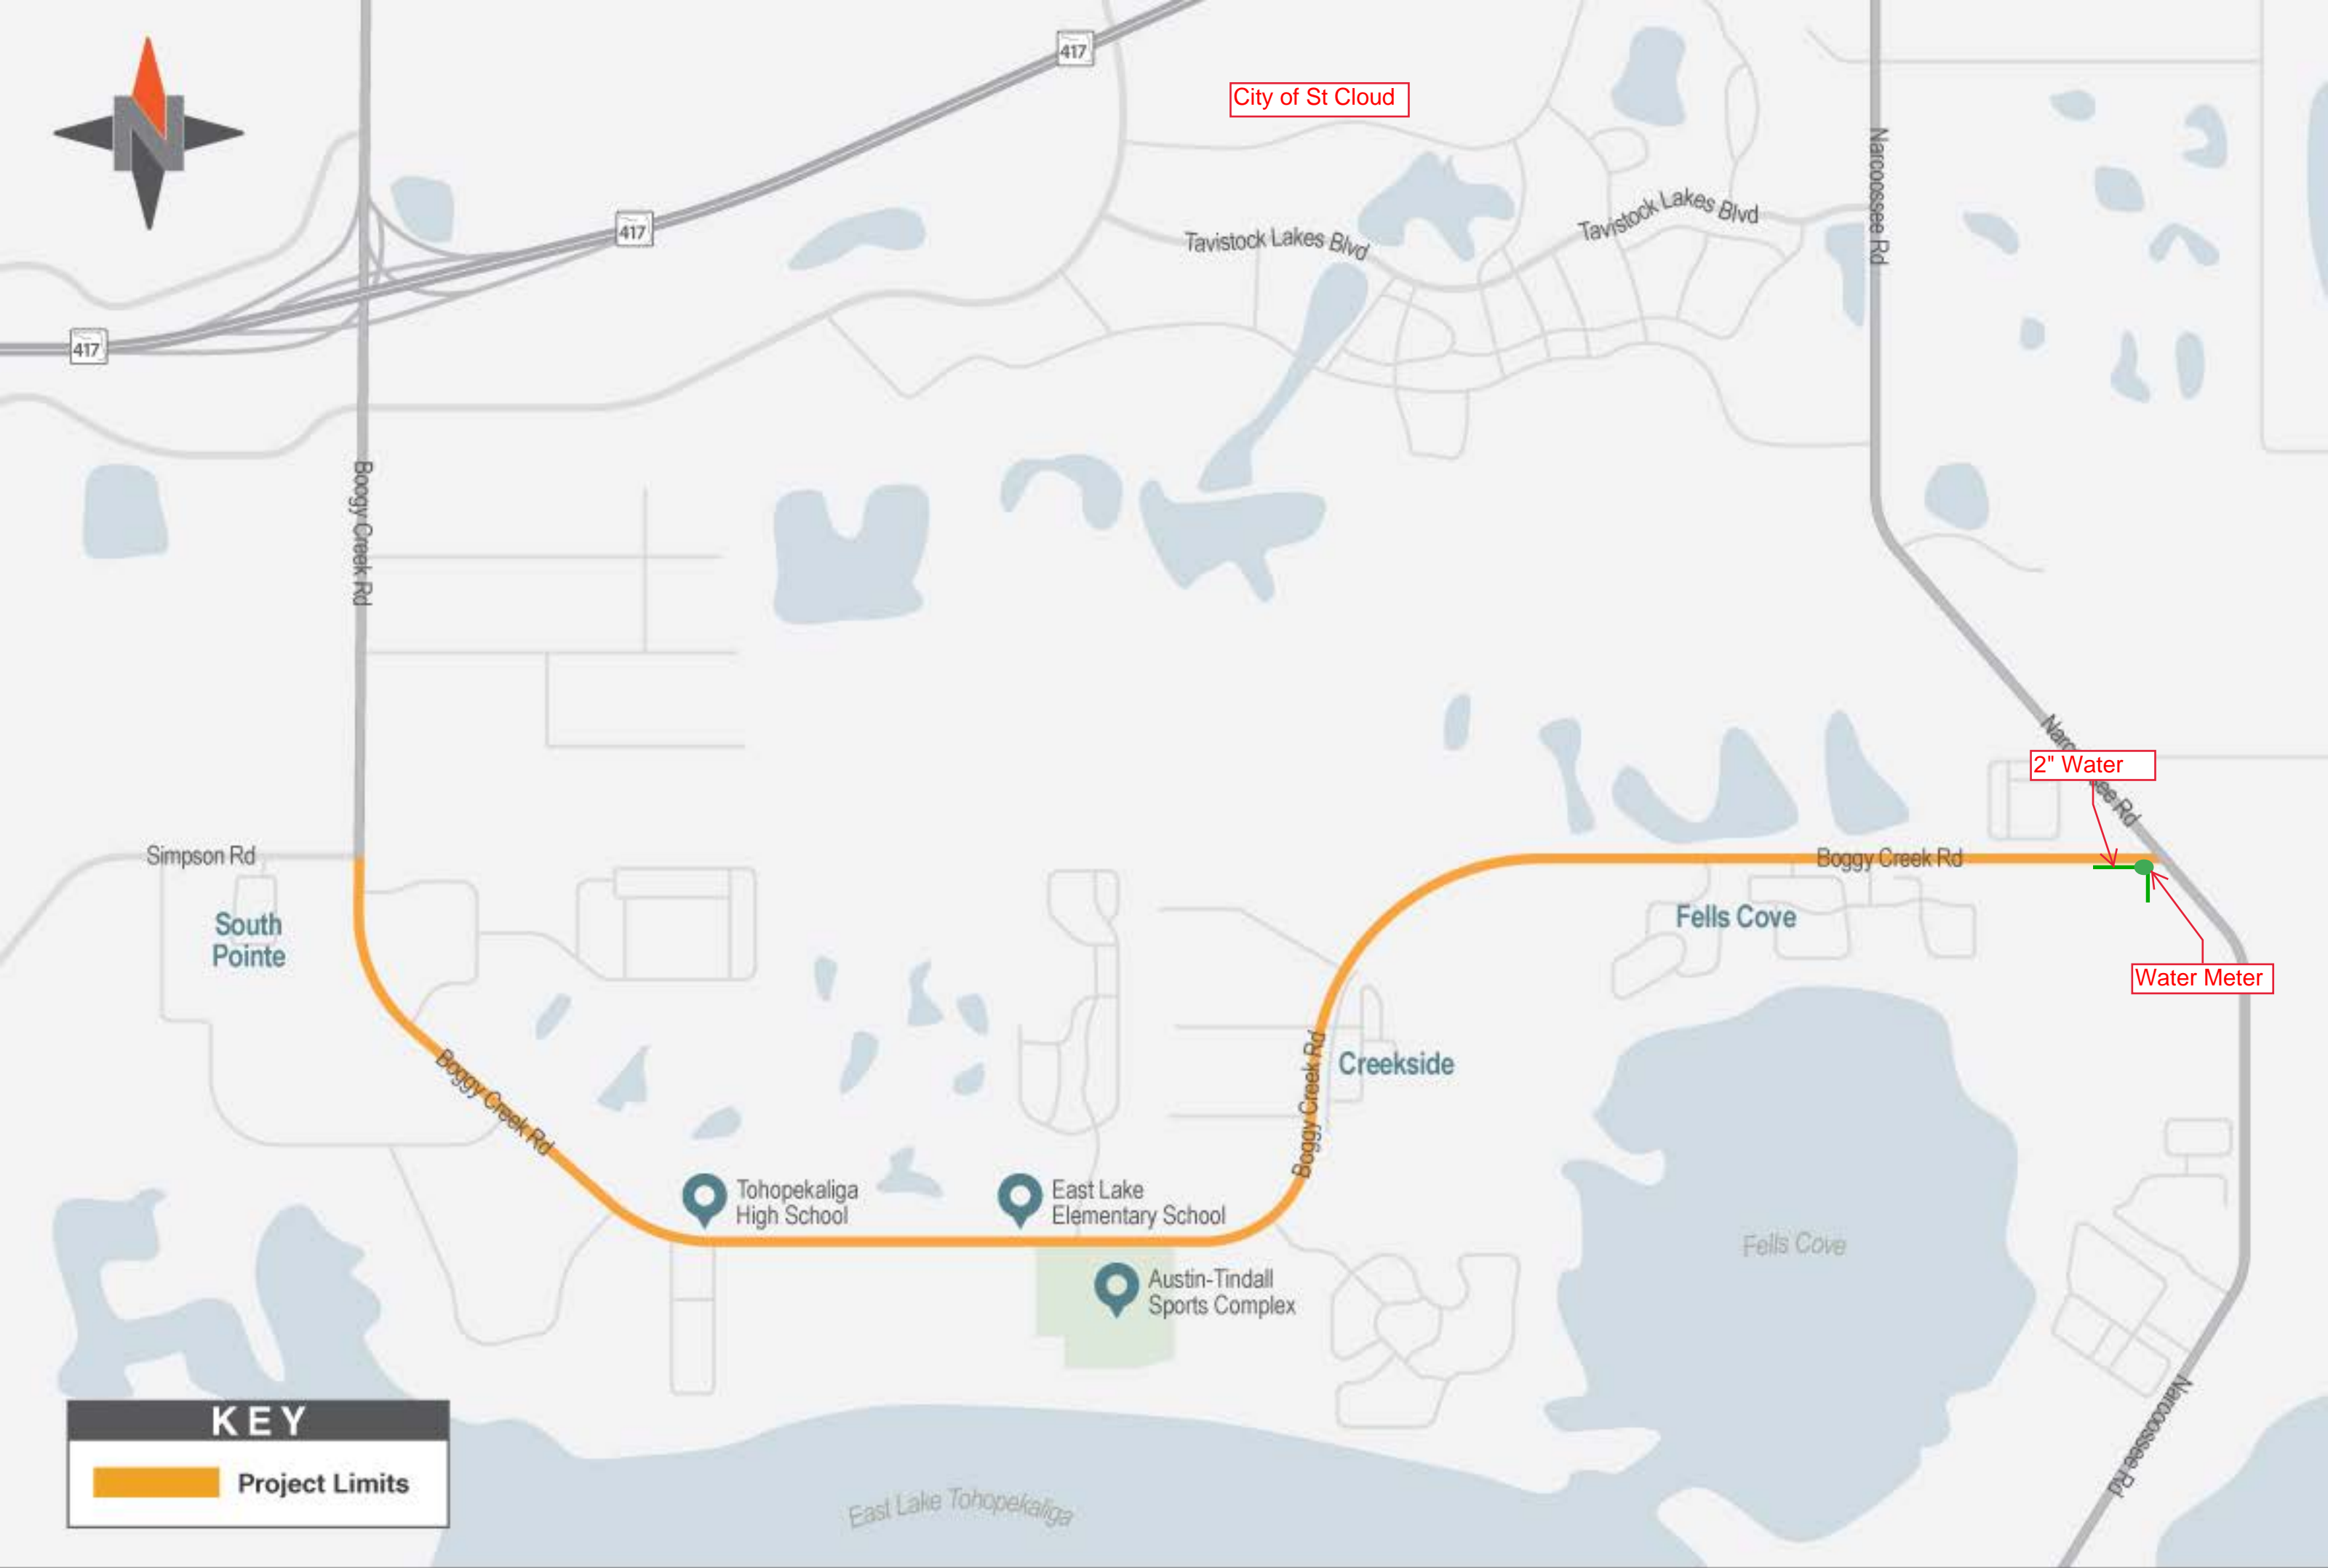 417
City of St Cloud
N
Narcoossee Rd
417
Tavistock Lakes Blvd
Tavistock Lakes Blvd
417
Boogy Creek Rd
Narcoossee Rd
2" Water
Simpson Rd
Boggy Creek Rd
South
Pointe
Fells Cove
Water Meter
Boggy Creek Rd
Boggy Creek Rd
Creekside
Tohopekaliga
High School
East Lake
Elementary School
Fells Cove
Austin-Tindall
Sports Complex
Narcoossee Rd
KEY
Project Limits
East Lake Tohopekaliga